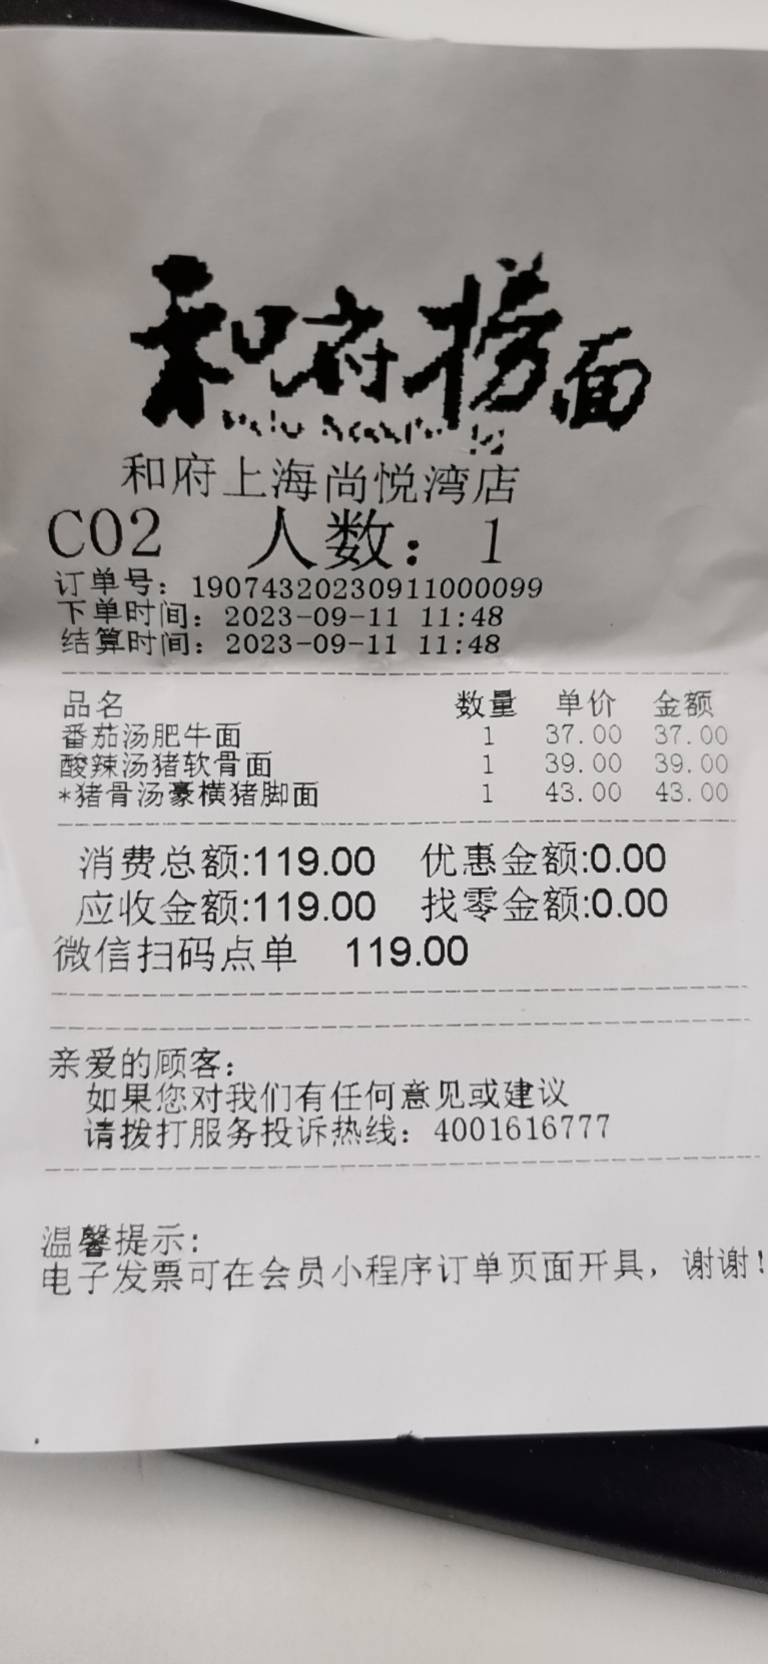 和府捞面
和府上海尚悦湾店
C02 人数：1
订单号：19074320230911000099
下单时间：2023-09-11 11:48
结算时间：2023-09-11 11:48
品名 数量 单价 金额
番茄汤肥牛面 1 37.00 37.00
酸辣汤猪软骨面 1 39.00 39.00
*猪骨汤豪横猪脚面 1 43.00 43.00
消费总额:119.00 优惠金额:0.00
应收金额:119.00 找零金额:0.00
微信扫码点单 119.00
亲爱的顾客：
如果您对我们有任何意见或建议
请拨打服务投诉热线：4001616777
温馨提示：
电子发票可在会员小程序订单页面开具，谢谢！